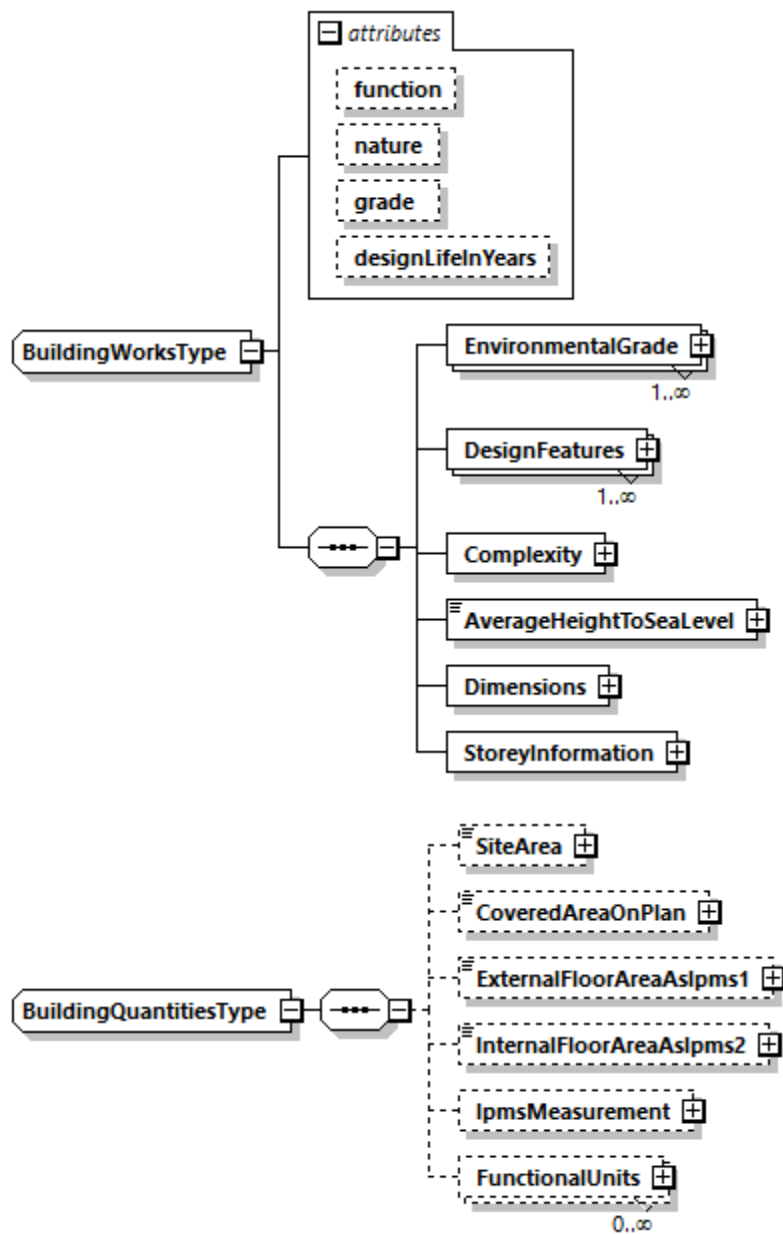 attributes
function
nature
grade
designLifeInYears
BuildingWorksType
EnvironmentalGrade
1..∞
DesignFeatures
1..∞
Complexity
AverageHeightToSeaLevel
Dimensions
StoreyInformation
SiteArea
CoveredAreaOnPlan
ExternalFloorAreaAsIpms1
BuildingQuantitiesType
InternalFloorAreaAsIpms2
IpmsMeasurement
FunctionalUnits
0..∞